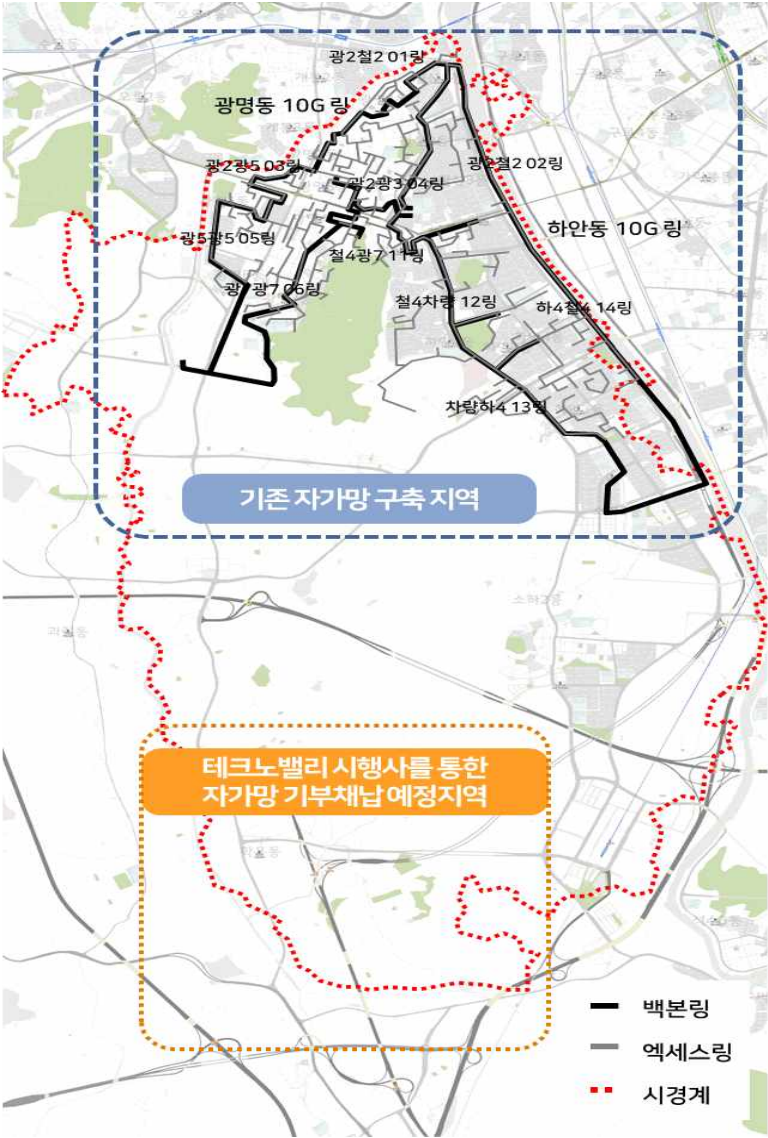 광2철2 01링
광명동 10G 링
광2광5 03링
광2철2 02링
광2광3 04링
하안동 10G 링
광5광5 05링
철4광7 11링
광7 06링
철4차량 12링
하4철4 14링
차량하4 13링
기존 자가망 구축 지역
소하2동
테크노밸리 시행사를 통한
자가망 기부채납 예정지역
백본링
엑세스링
시경계